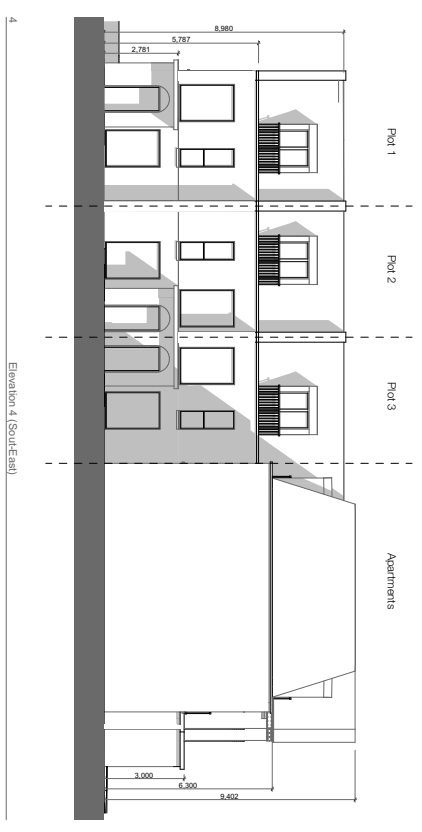 Plot 1
Plot 2
Plot 3
Apartments
8,980
5,787
2,781
3,000
6,300
9,402
4
Elevation 4 (Sout-East)